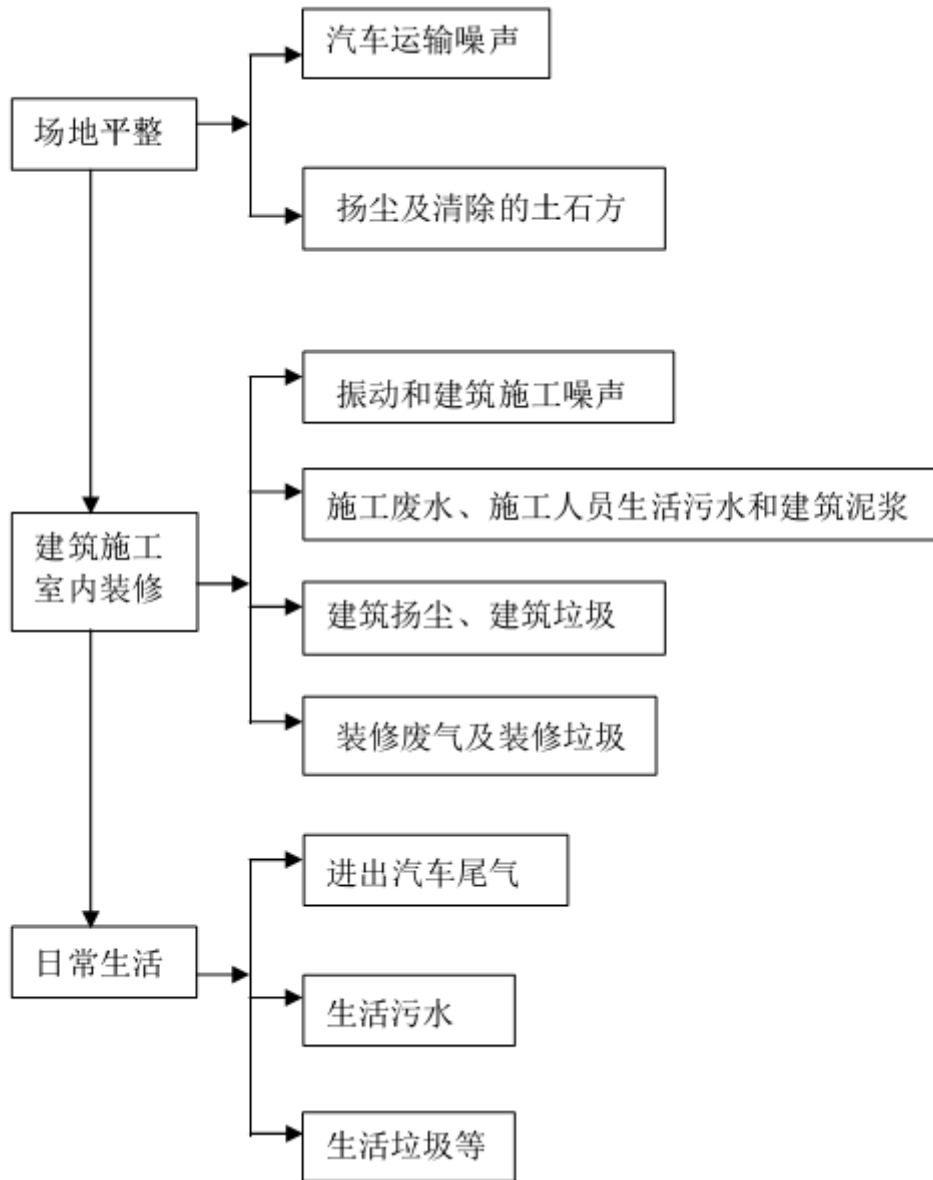 汽车运输噪声
场地平整
扬尘及清除的土石方
振动和建筑施工噪声
施工废水、施工人员生活污水和建筑泥浆
建筑施工
室内装修
建筑扬尘、建筑垃圾
装修废气及装修垃圾
进出汽车尾气
日常生活
生活污水
生活垃圾等